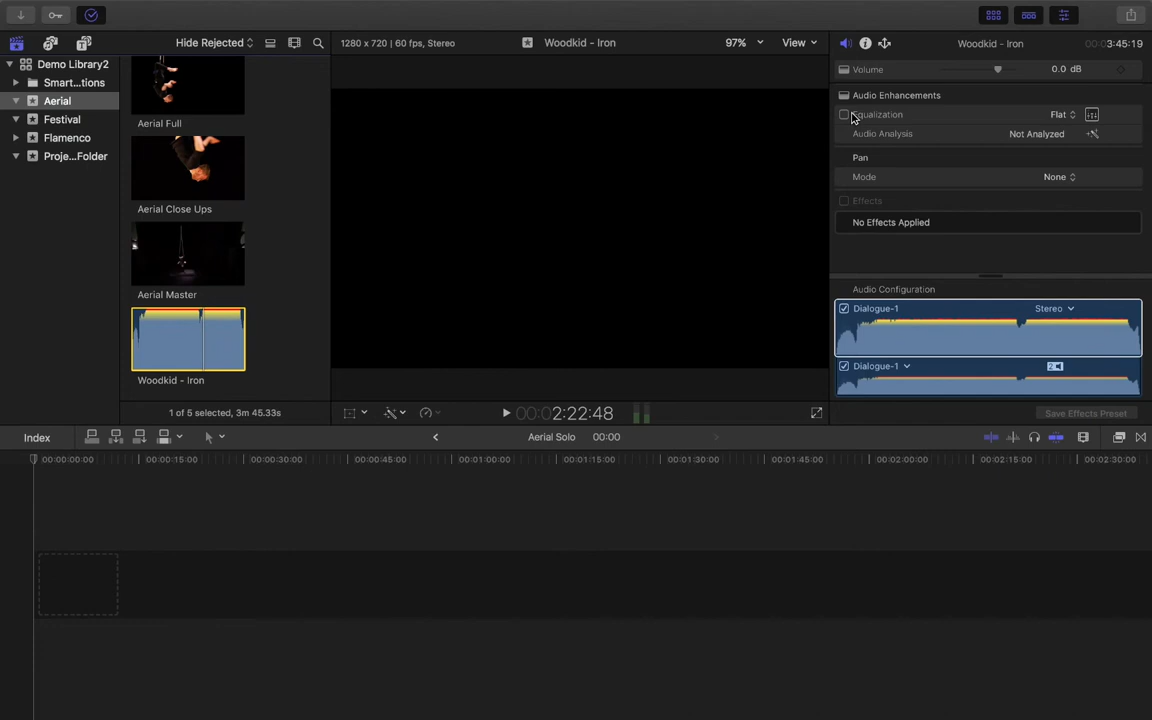 Hide Rejected
1280 x 720 | 60 fps, Stereo
Woodkid - Iron
97%
View
Woodkid - Iron
00:00:03:45:19
Demo Library2
Smart...tions
Aerial
Festival
Flamenco
Proje...Folder
Aerial Full
Aerial Close Ups
Aerial Master
Woodkid - Iron
1 of 5 selected, 3m 45.33s
Volume
0.0 dB
Audio Enhancements
Equalization
Flat
Audio Analysis
Not Analyzed
Pan
Mode
None
Effects
No Effects Applied
Audio Configuration
Dialogue-1
Stereo
Dialogue-1
2
Save Effects Preset
00:00:2:22:48
Index
Aerial Solo
00:00
00:00:00:00
00:00:15:00
00:00:30:00
00:00:45:00
00:01:00:00
00:01:15:00
00:01:30:00
00:01:45:00
00:02:00:00
00:02:15:00
00:02:30:00